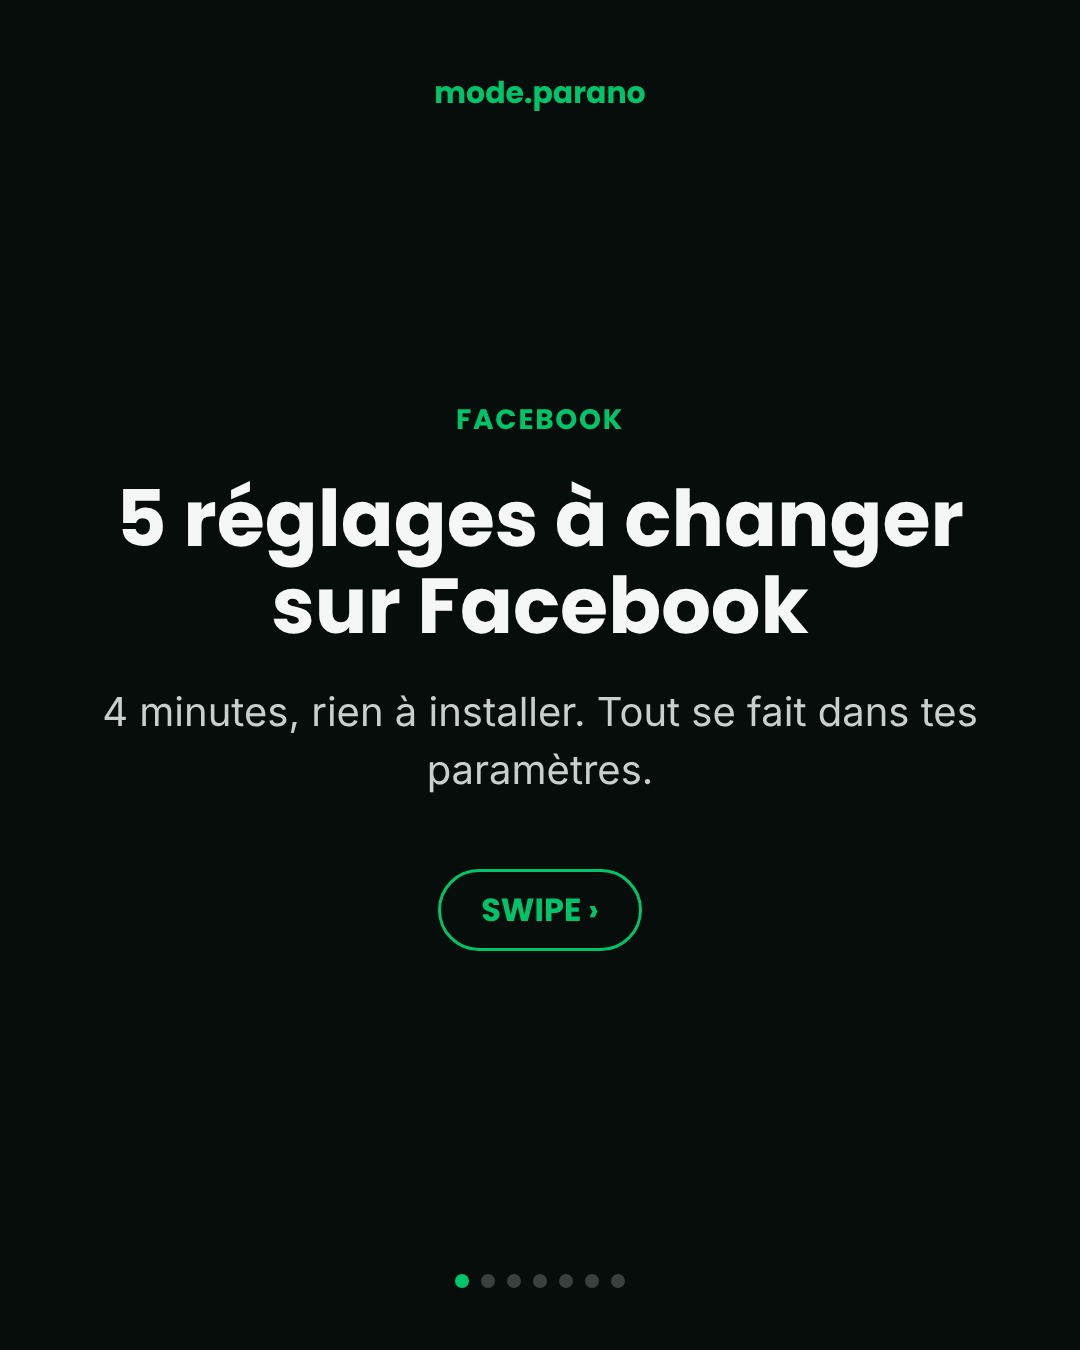 mode.parano
FACEBOOK
5 réglages à changer
sur Facebook
4 minutes, rien à installer. Tout se fait dans tes
paramètres.
SWIPE ›